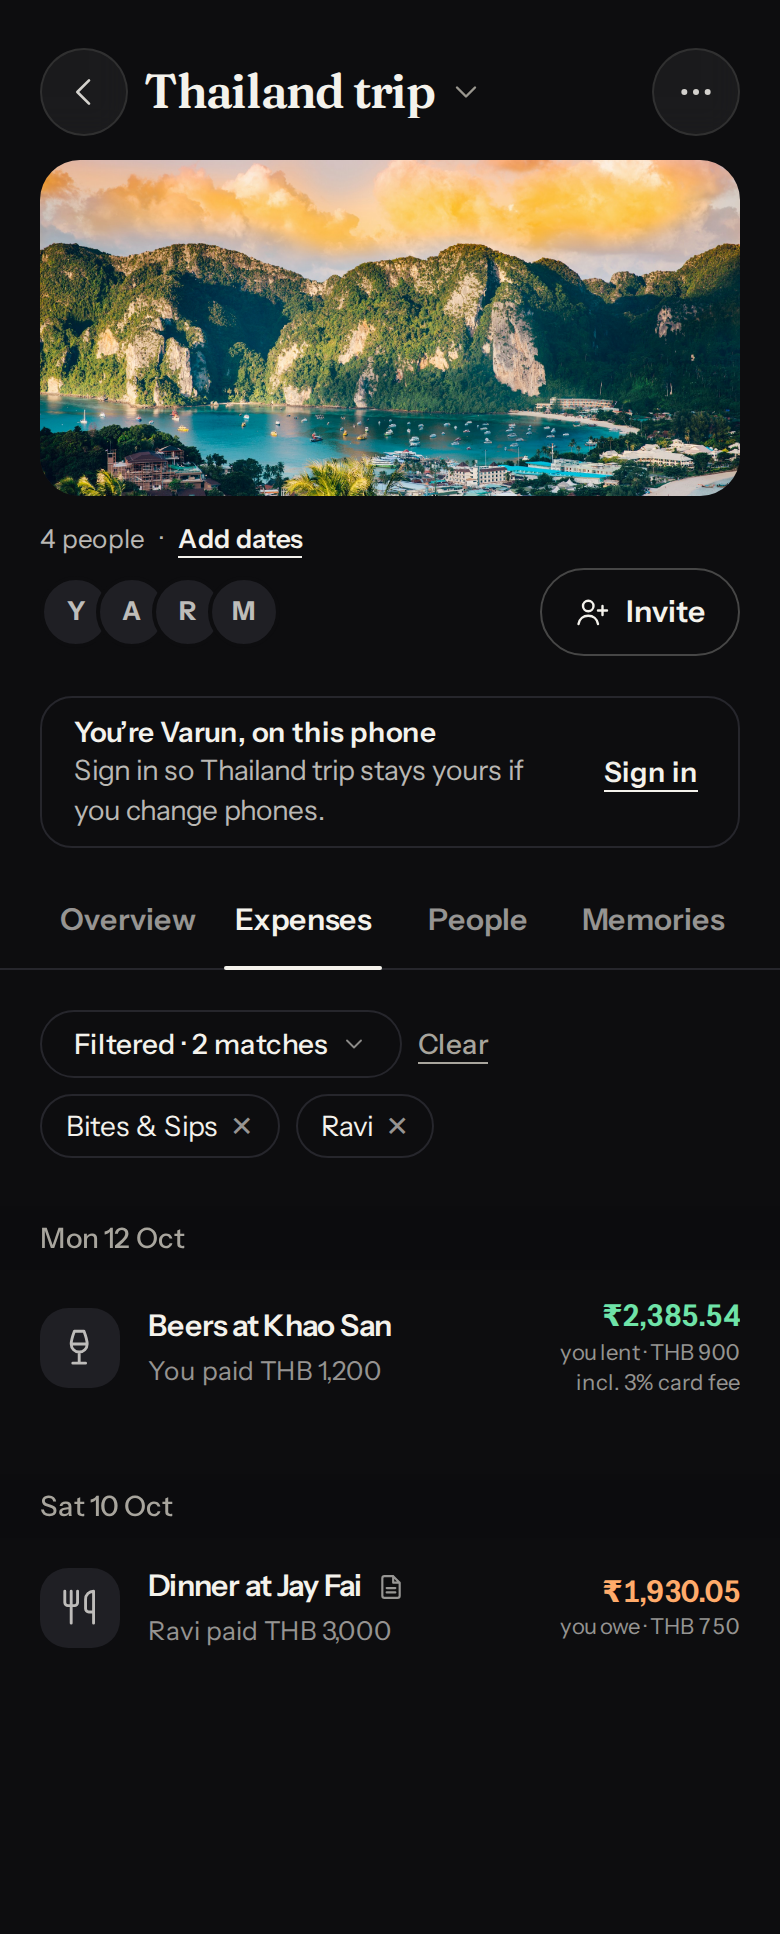 Thailand trip
4 people · Add dates
Y A R M
Invite
You’re Varun, on this phone
Sign in so Thailand trip stays yours if
you change phones.
Sign in
Overview Expenses People Memories
Filtered · 2 matches Clear
Bites & Sips ✕ Ravi ✕
Mon 12 Oct
Beers at Khao San
You paid THB 1,200
₹2,385.54
you lent · THB 900
incl. 3% card fee
Sat 10 Oct
Dinner at Jay Fai
Ravi paid THB 3,000
₹1,930.05
you owe · THB 750